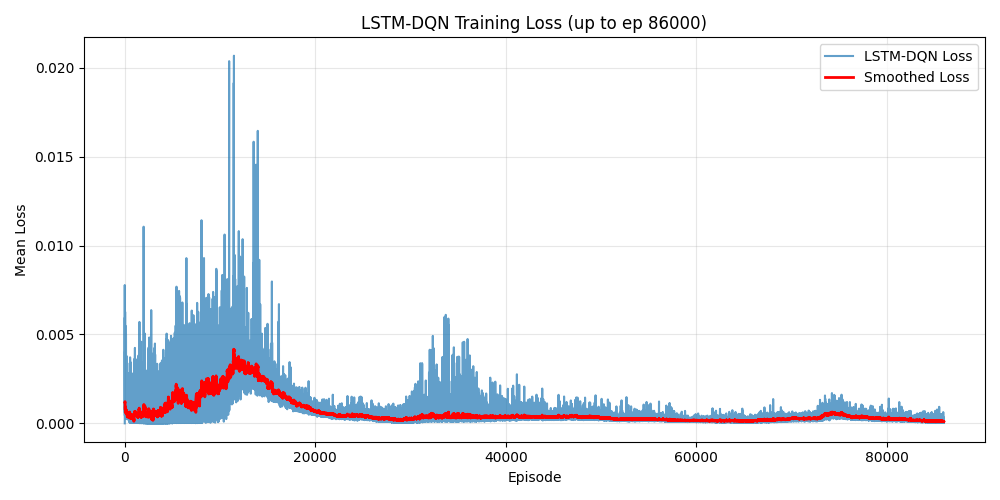 LSTM-DQN Training Loss (up to ep 86000)
LSTM-DQN Loss
Smoothed Loss
Mean Loss
0.020
0.015
0.010
0.005
0.000
0
20000
40000
60000
80000
Episode